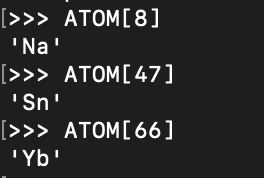 [>>> ATOM[8]
'Na'
[>>> ATOM[47]
'Sn'
[>>> ATOM[66]
'Yb'